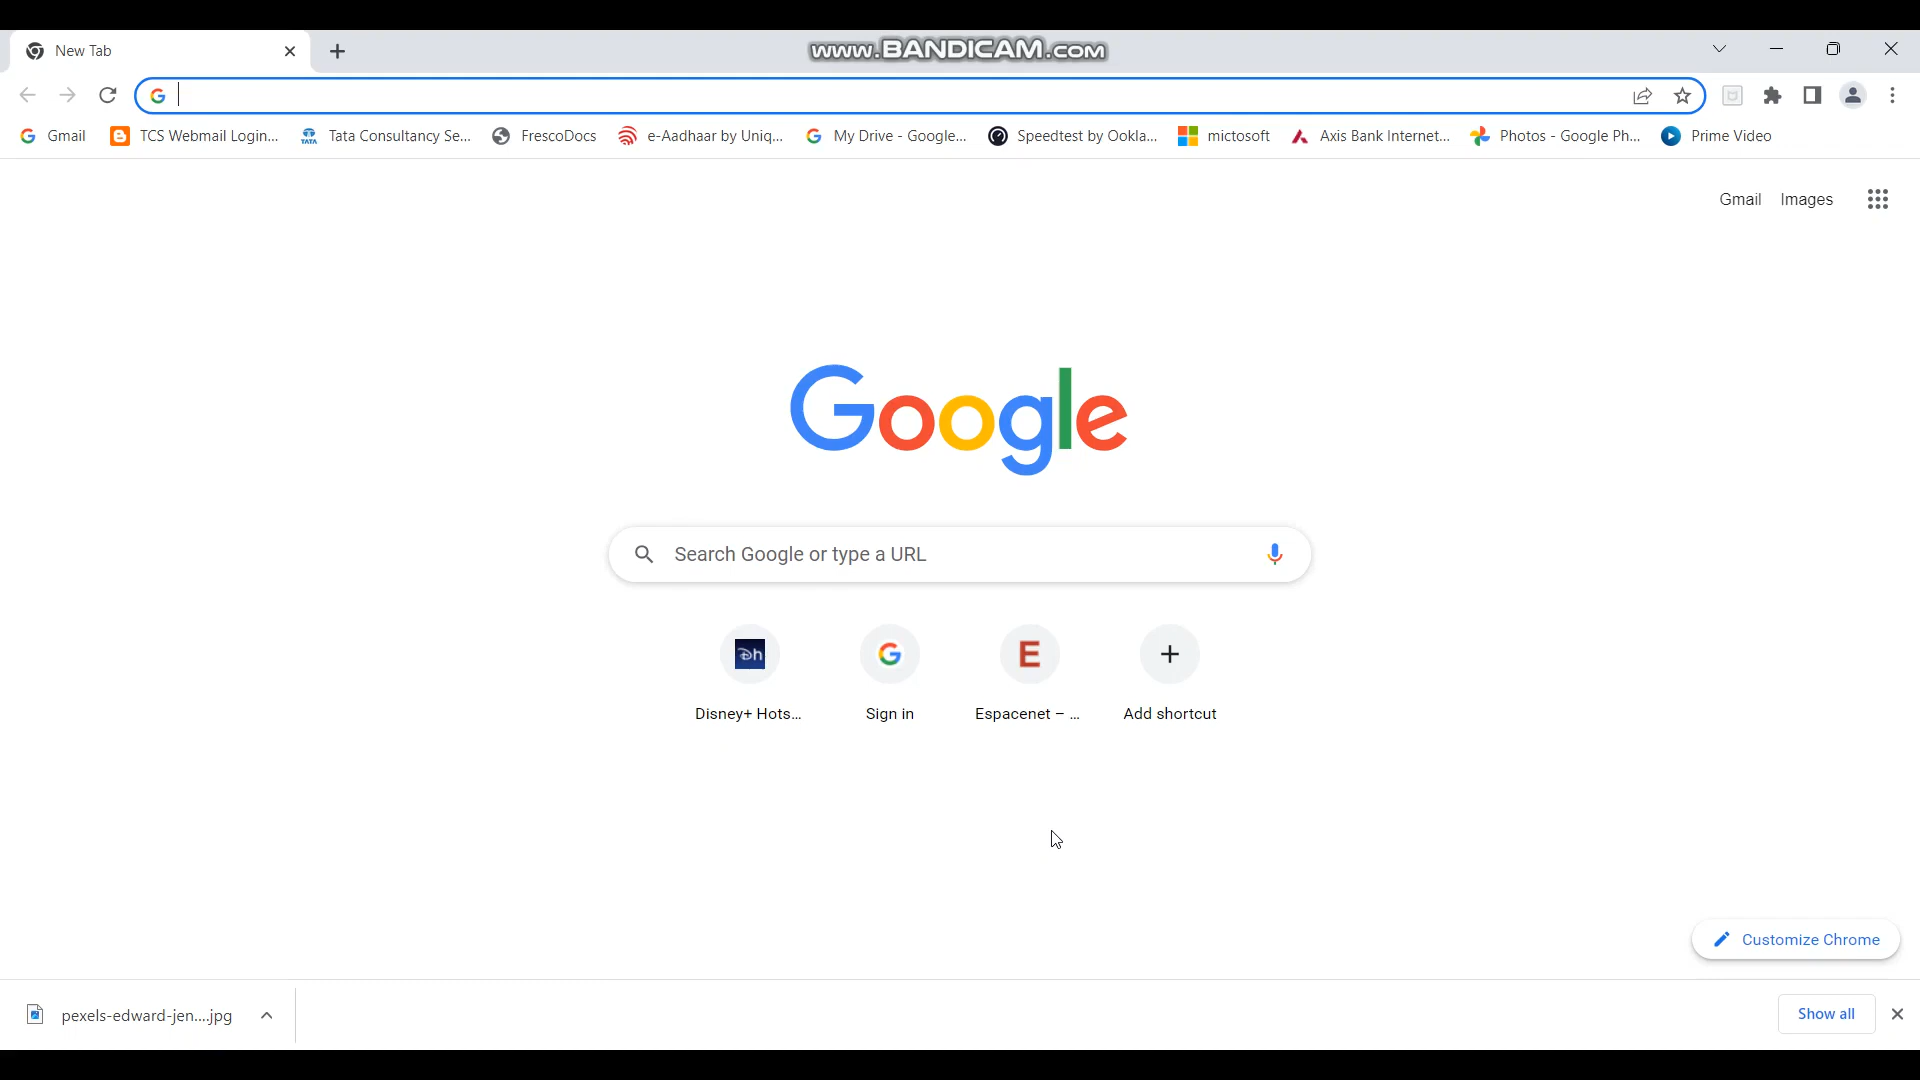 New Tab
www.BANDICAM.com
Gmail
TCS Webmail Login...
Tata Consultancy Se...
FrescoDocs
e-Aadhaar by Uniq...
My Drive - Google...
Speedtest by Ookla...
mictosoft
Axis Bank Internet...
Photos - Google Ph...
Prime Video
Gmail
Images
Google
Search Google or type a URL
Disney+ Hots...
Sign in
Espacenet – ...
Add shortcut
Customize Chrome
pexels-edward-jen....jpg
Show all